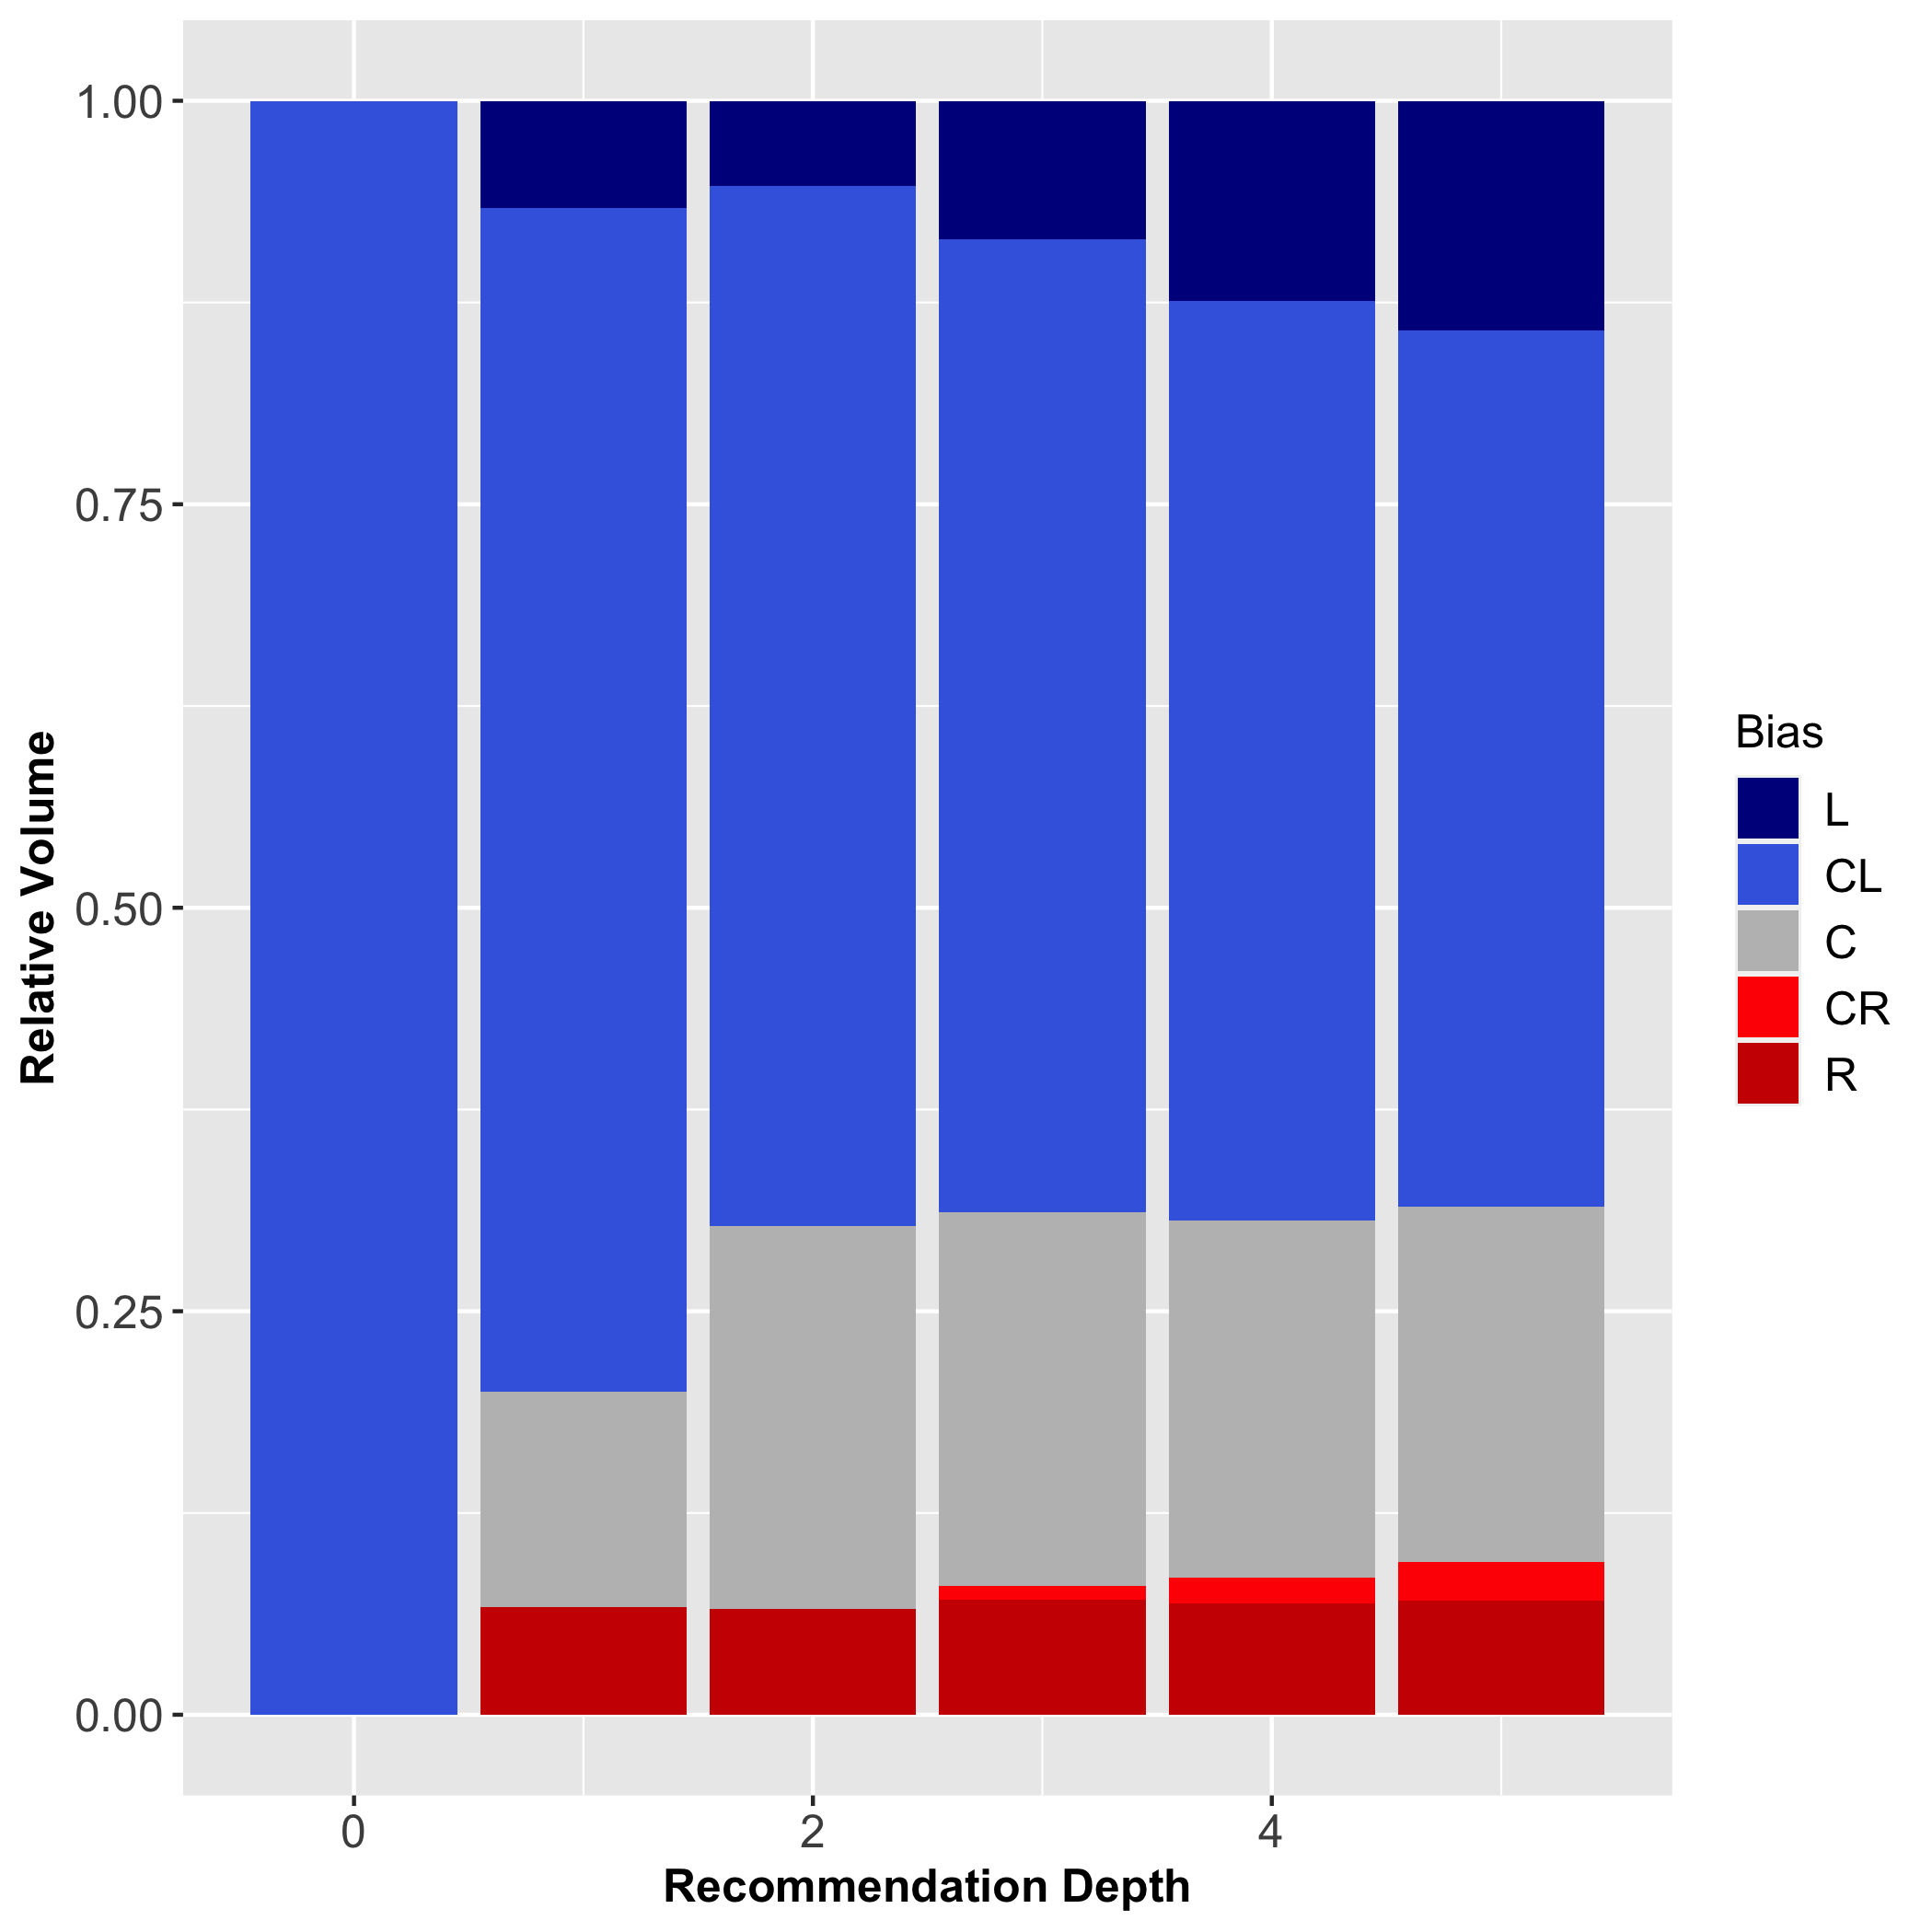 1.00
0.75
0.50
0.25
0.00
Relative Volume
0 2 4
Recommendation Depth
Bias
L
CL
C
CR
R